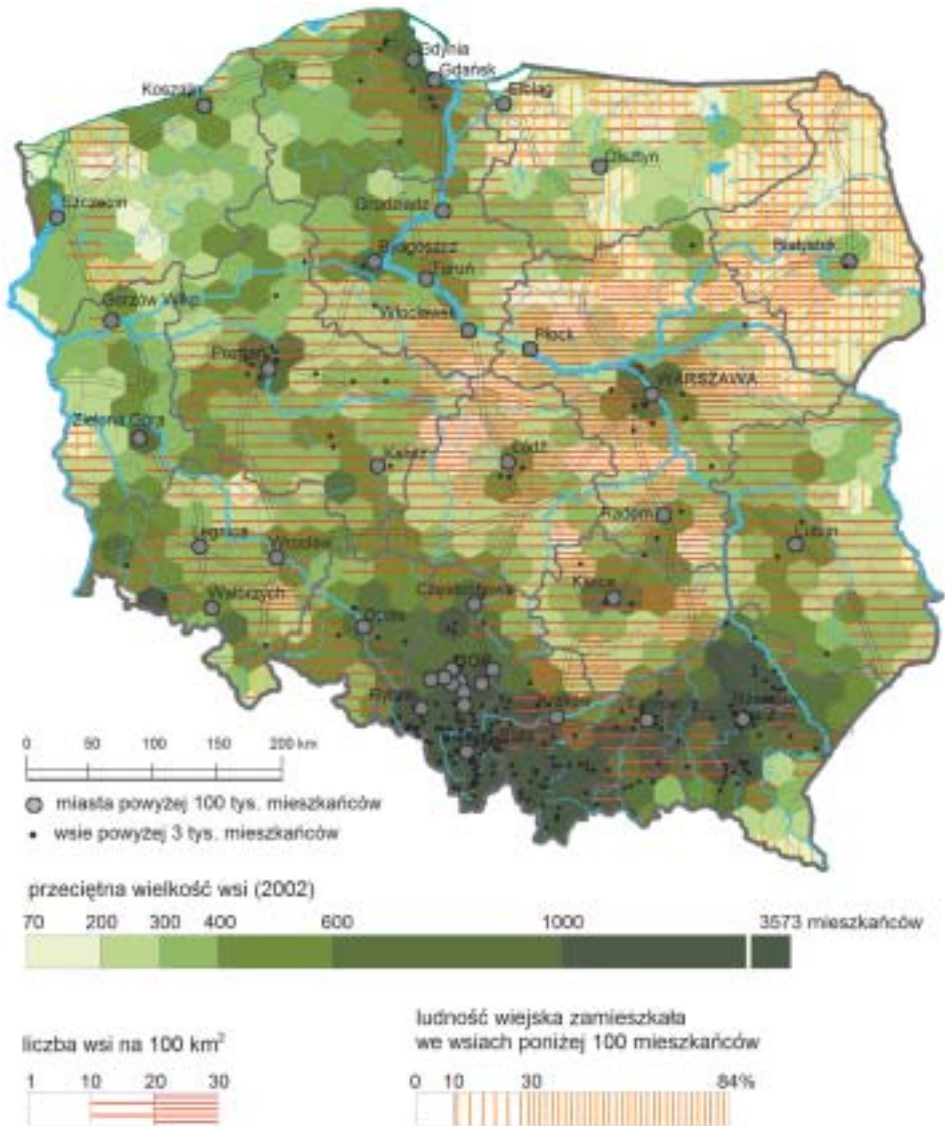 Gdynia
Gdańsk
Koszalin
Elbląg
Olsztyn
Szczecin
Grudziądz
Bydgoszcz
Białystok
Toruń
Gorzów Wlkp.
Włocławek
Płock
Poznań
WARSZAWA
Zielona Góra
Kalisz
Łódź
Radom
Legnica
Wrocław
Lublin
Wałbrzych
Kielce
Częstochowa
Opole
GOP
Rybnik
Kraków
0 50 100 150 200 km
miasta powyżej 100 tys. mieszkańców
wsie powyżej 3 tys. mieszkańców
przeciętna wielkość wsi (2002)
70 200 300 400 600 1000 3573 mieszkańców
liczba wsi na 100 km²
1 10 20 30
ludność wiejska zamieszkała
we wsiach poniżej 100 mieszkańców
0 10 30 84%